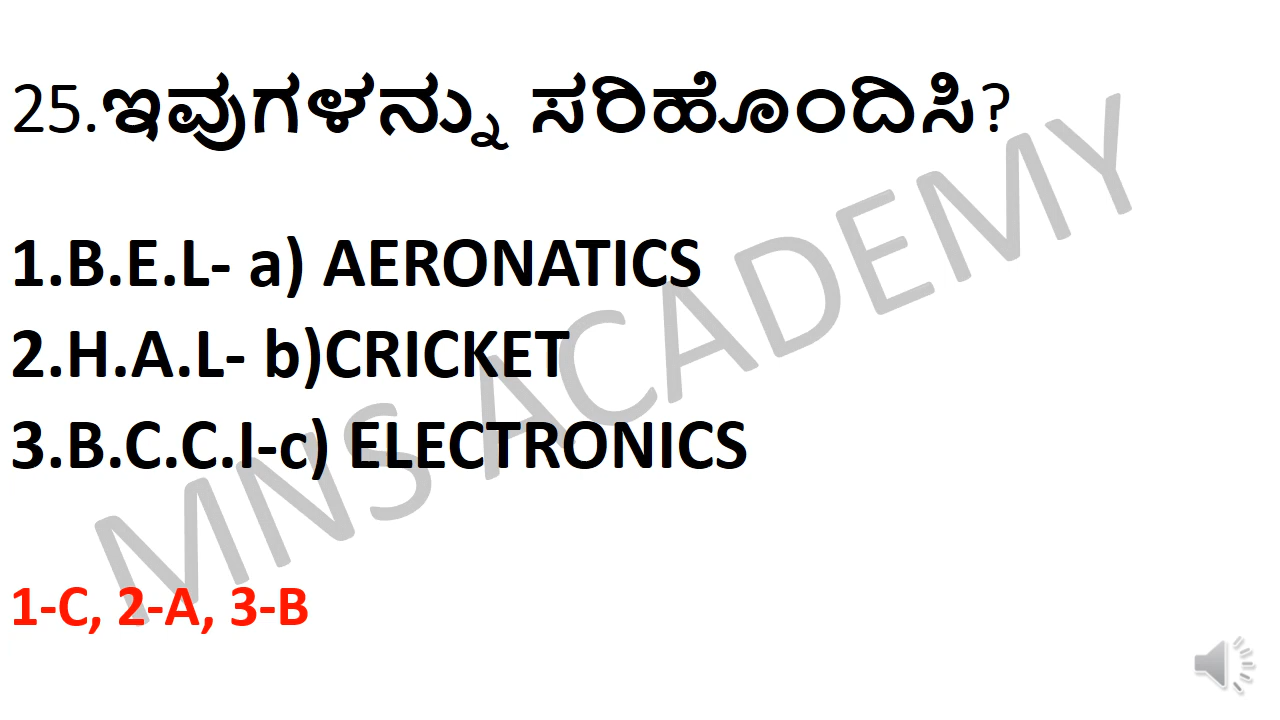 25.ಇವುಗಳನ್ನು ಸರಿಹೊಂದಿಸಿ?
1.B.E.L- a) AERONATICS
2.H.A.L- b)CRICKET
3.B.C.C.I-c) ELECTRONICS
MNS ACADEMY
1-C, 2-A, 3-B